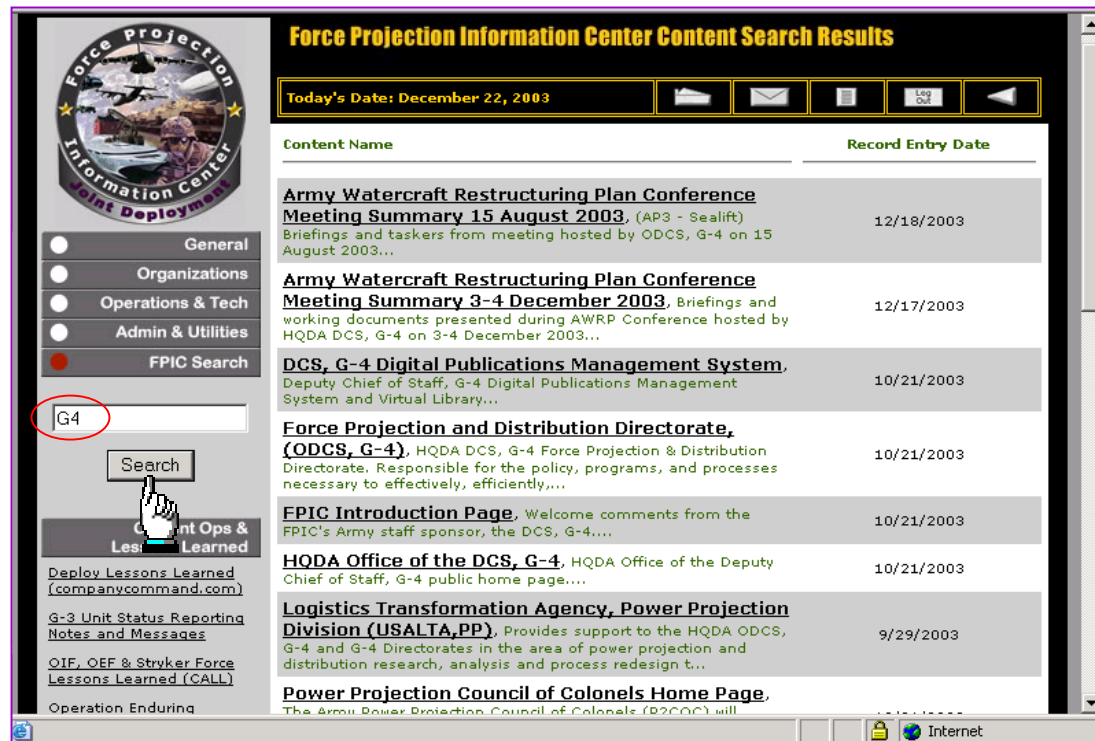 Force Projection
Information Center
Joint Deployment
General
Organizations
Operations & Tech
Admin & Utilities
FPIC Search
G4
Search
nt Ops &
Learned
Deploy Lessons Learned
(companycommand.com)
G-3 Unit Status Reporting
Notes and Messages
OIF, OEF & Stryker Force
Lessons Learned (CALL)
Operation Enduring
Force Projection Information Center Content Search Results
Today's Date: December 22, 2003
Log
Out
Content Name
Record Entry Date
Army Watercraft Restructuring Plan Conference
Meeting Summary 15 August 2003, (AP3 - Sealift)
Briefings and taskers from meeting hosted by ODCS, G-4 on 15
August 2003...
12/18/2003
Army Watercraft Restructuring Plan Conference
Meeting Summary 3-4 December 2003, Briefings and
working documents presented during AWRP Conference hosted by
HQDA DCS, G-4 on 3-4 December 2003...
12/17/2003
DCS, G-4 Digital Publications Management System,
Deputy Chief of Staff, G-4 Digital Publications Management
System and Virtual Library...
10/21/2003
Force Projection and Distribution Directorate,
(ODCS, G-4), HQDA DCS, G-4 Force Projection & Distribution
Directorate. Responsible for the policy, programs, and processes
necessary to effectively, efficiently,...
10/21/2003
FPIC Introduction Page, Welcome comments from the
FPIC's Army staff sponsor, the DCS, G-4....
10/21/2003
HQDA Office of the DCS, G-4, HQDA Office of the Deputy
Chief of Staff, G-4 public home page....
10/21/2003
Logistics Transformation Agency, Power Projection
Division (USALTA,PP), Provides support to the HQDA ODCS,
G-4 and G-4 Directorates in the area of power projection and
distribution research, analysis and process redesign t...
9/29/2003
Power Projection Council of Colonels Home Page,
The Army Power Projection Council of Colonels (P2COC) will
Internet